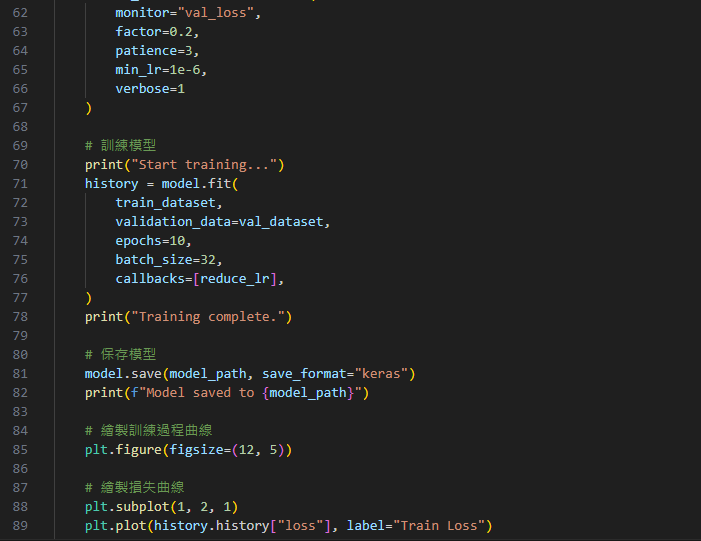 62 monitor="val_loss",
63 factor=0.2,
64 patience=3,
65 min_lr=1e-6,
66 verbose=1
67 )
68
69 # 訓練模型
70 print("Start training...")
71 history = model.fit(
72 train_dataset,
73 validation_data=val_dataset,
74 epochs=10,
75 batch_size=32,
76 callbacks=[reduce_lr],
77 )
78 print("Training complete.")
79
80 # 保存模型
81 model.save(model_path, save_format="keras")
82 print(f"Model saved to {model_path}")
83
84 # 繪製訓練過程曲線
85 plt.figure(figsize=(12, 5))
86
87 # 繪製損失曲線
88 plt.subplot(1, 2, 1)
89 plt.plot(history.history["loss"], label="Train Loss")